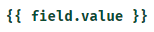 {{ field.value }}